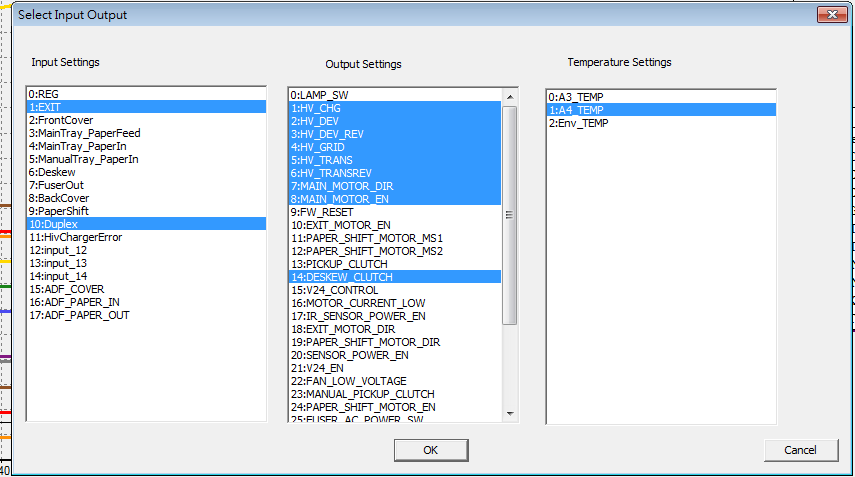 Select Input Output
Input Settings
0:REG
1:EXIT
2:FrontCover
3:MainTray_PaperFeed
4:MainTray_PaperIn
5:ManualTray_PaperIn
6:Deskew
7:FuserOut
8:BackCover
9:PaperShift
10:Duplex
11:HivChargerError
12:input_12
13:input_13
14:input_14
15:ADF_COVER
16:ADF_PAPER_IN
17:ADF_PAPER_OUT
Output Settings
0:LAMP_SW
1:HV_CHG
2:HV_DEV
3:HV_DEV_REV
4:HV_GRID
5:HV_TRANS
6:HV_TRANSREV
7:MAIN_MOTOR_DIR
8:MAIN_MOTOR_EN
9:FW_RESET
10:EXIT_MOTOR_EN
11:PAPER_SHIFT_MOTOR_MS1
12:PAPER_SHIFT_MOTOR_MS2
13:PICKUP_CLUTCH
14:DESKEW_CLUTCH
15:V24_CONTROL
16:MOTOR_CURRENT_LOW
17:IR_SENSOR_POWER_EN
18:EXIT_MOTOR_DIR
19:PAPER_SHIFT_MOTOR_DIR
20:SENSOR_POWER_EN
21:V24_EN
22:FAN_LOW_VOLTAGE
23:MANUAL_PICKUP_CLUTCH
24:PAPER_SHIFT_MOTOR_EN
25:FUSER_AC_POWER_SW
Temperature Settings
0:A3_TEMP
1:A4_TEMP
2:Env_TEMP
OK
Cancel
40